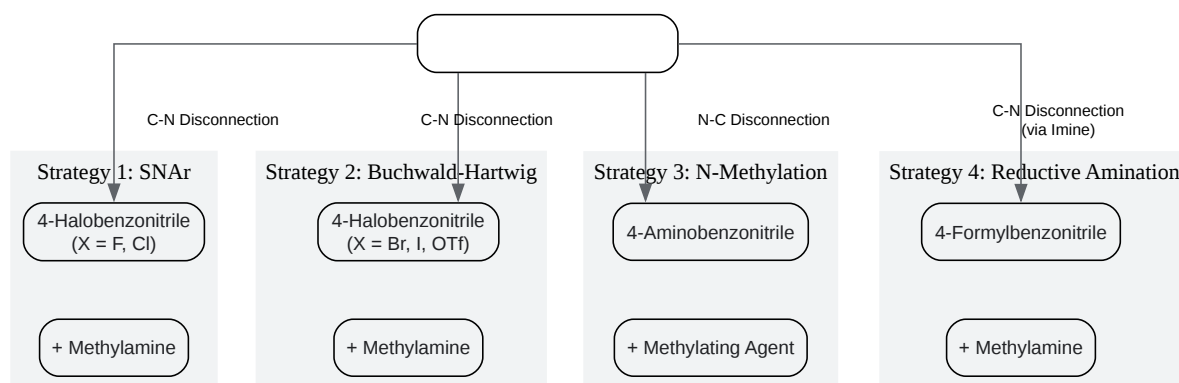 C-N Disconnection
C-N Disconnection
N-C Disconnection
C-N Disconnection
(via Imine)
Strategy 1: SNAr
Strategy 2: Buchwald-Hartwig
Strategy 3: N-Methylation
Strategy 4: Reductive Amination
4-Halobenzonitrile
(X = F, Cl)
4-Halobenzonitrile
(X = Br, I, OTf)
4-Aminobenzonitrile
4-Formylbenzonitrile
+ Methylamine
+ Methylamine
+ Methylating Agent
+ Methylamine